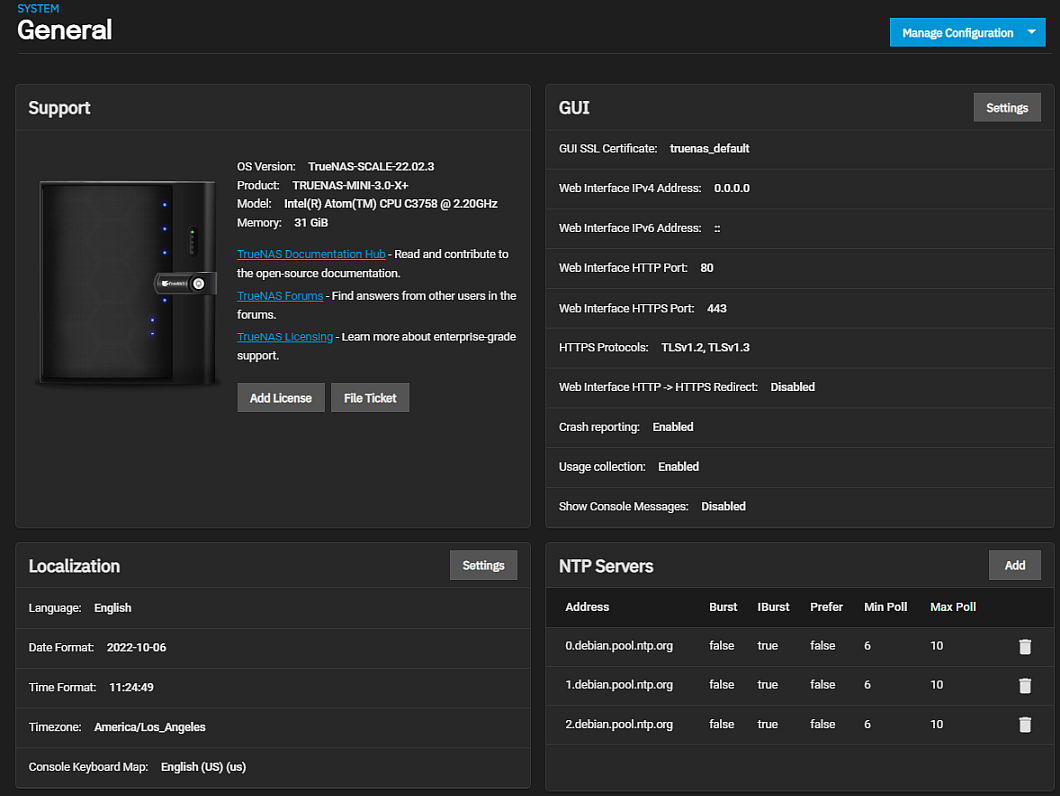 SYSTEM
General
Manage Configuration
Support
OS Version: TrueNAS-SCALE-22.02.3
Product: TRUENAS-MINI-3.0-X+
Model: Intel(R) Atom(TM) CPU C3758 @ 2.20GHz
Memory: 31 GiB
TrueNAS Documentation Hub - Read and contribute to
the open-source documentation.
TrueNAS Forums - Find answers from other users in the
forums.
TrueNAS Licensing - Learn more about enterprise-grade
support.
Add License File Ticket
GUI
Settings
GUI SSL Certificate: truenas_default
Web Interface IPv4 Address: 0.0.0.0
Web Interface IPv6 Address: ::
Web Interface HTTP Port: 80
Web Interface HTTPS Port: 443
HTTPS Protocols: TLSv1.2, TLSv1.3
Web Interface HTTP -> HTTPS Redirect: Disabled
Crash reporting: Enabled
Usage collection: Enabled
Show Console Messages: Disabled
Localization
Settings
Language: English
Date Format: 2022-10-06
Time Format: 11:24:49
Timezone: America/Los_Angeles
Console Keyboard Map: English (US) (us)
NTP Servers
Add
Address Burst IBurst Prefer Min Poll Max Poll
0.debian.pool.ntp.org false true false 6 10
1.debian.pool.ntp.org false true false 6 10
2.debian.pool.ntp.org false true false 6 10